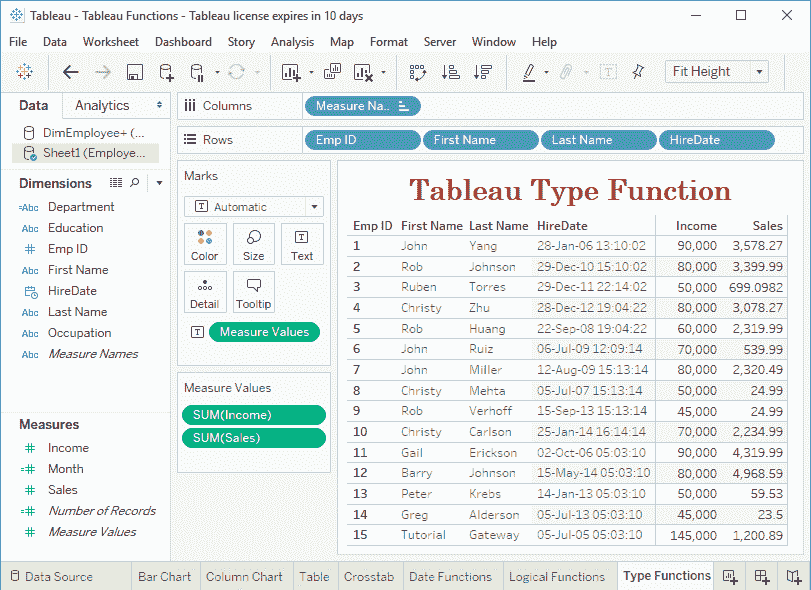 Tableau - Tableau Functions - Tableau license expires in 10 days
File Data Worksheet Dashboard Story Analysis Map Format Server Window Help
Fit Height
Data Analytics
DimEmployee+ (...
Sheet1 (Employe...
Dimensions
Abc Department
Abc Education
Emp ID
Abc First Name
HireDate
Abc Last Name
Abc Occupation
Abc Measure Names
Measures
Income
Month
Sales
Number of Records
Measure Values
Columns Measure Na..
Rows Emp ID First Name Last Name HireDate
Marks
Automatic
Color Size Text
Detail Tooltip
Measure Values
Measure Values
SUM(Income)
SUM(Sales)
Tableau Type Function
Emp ID First Name Last Name HireDate Income Sales
1 John Yang 28-Jan-06 13:10:02 90,000 3,578.27
2 Rob Johnson 29-Dec-10 15:10:02 80,000 3,399.99
3 Ruben Torres 29-Dec-11 22:14:02 50,000 699.0982
4 Christy Zhu 28-Dec-12 19:04:22 80,000 3,078.27
5 Rob Huang 22-Sep-08 19:04:22 60,000 2,319.99
6 John Ruiz 06-Jul-09 12:09:14 70,000 539.99
7 John Miller 12-Aug-09 15:13:14 80,000 2,320.49
8 Christy Mehta 05-Jul-07 15:13:14 50,000 24.99
9 Rob Verhoff 15-Sep-13 15:13:14 45,000 24.99
10 Christy Carlson 25-Jan-14 16:14:14 70,000 2,234.99
11 Gail Erickson 02-Oct-06 05:03:10 90,000 4,319.99
12 Barry Johnson 15-May-14 05:03:10 80,000 4,968.59
13 Peter Krebs 14-Jan-13 05:03:10 50,000 59.53
14 Greg Alderson 05-Jul-13 05:03:10 45,000 23.5
15 Tutorial Gateway 05-Jul-05 05:03:10 145,000 1,200.89
Data Source Bar Chart Column Chart Table Crosstab Date Functions Logical Functions Type Functions